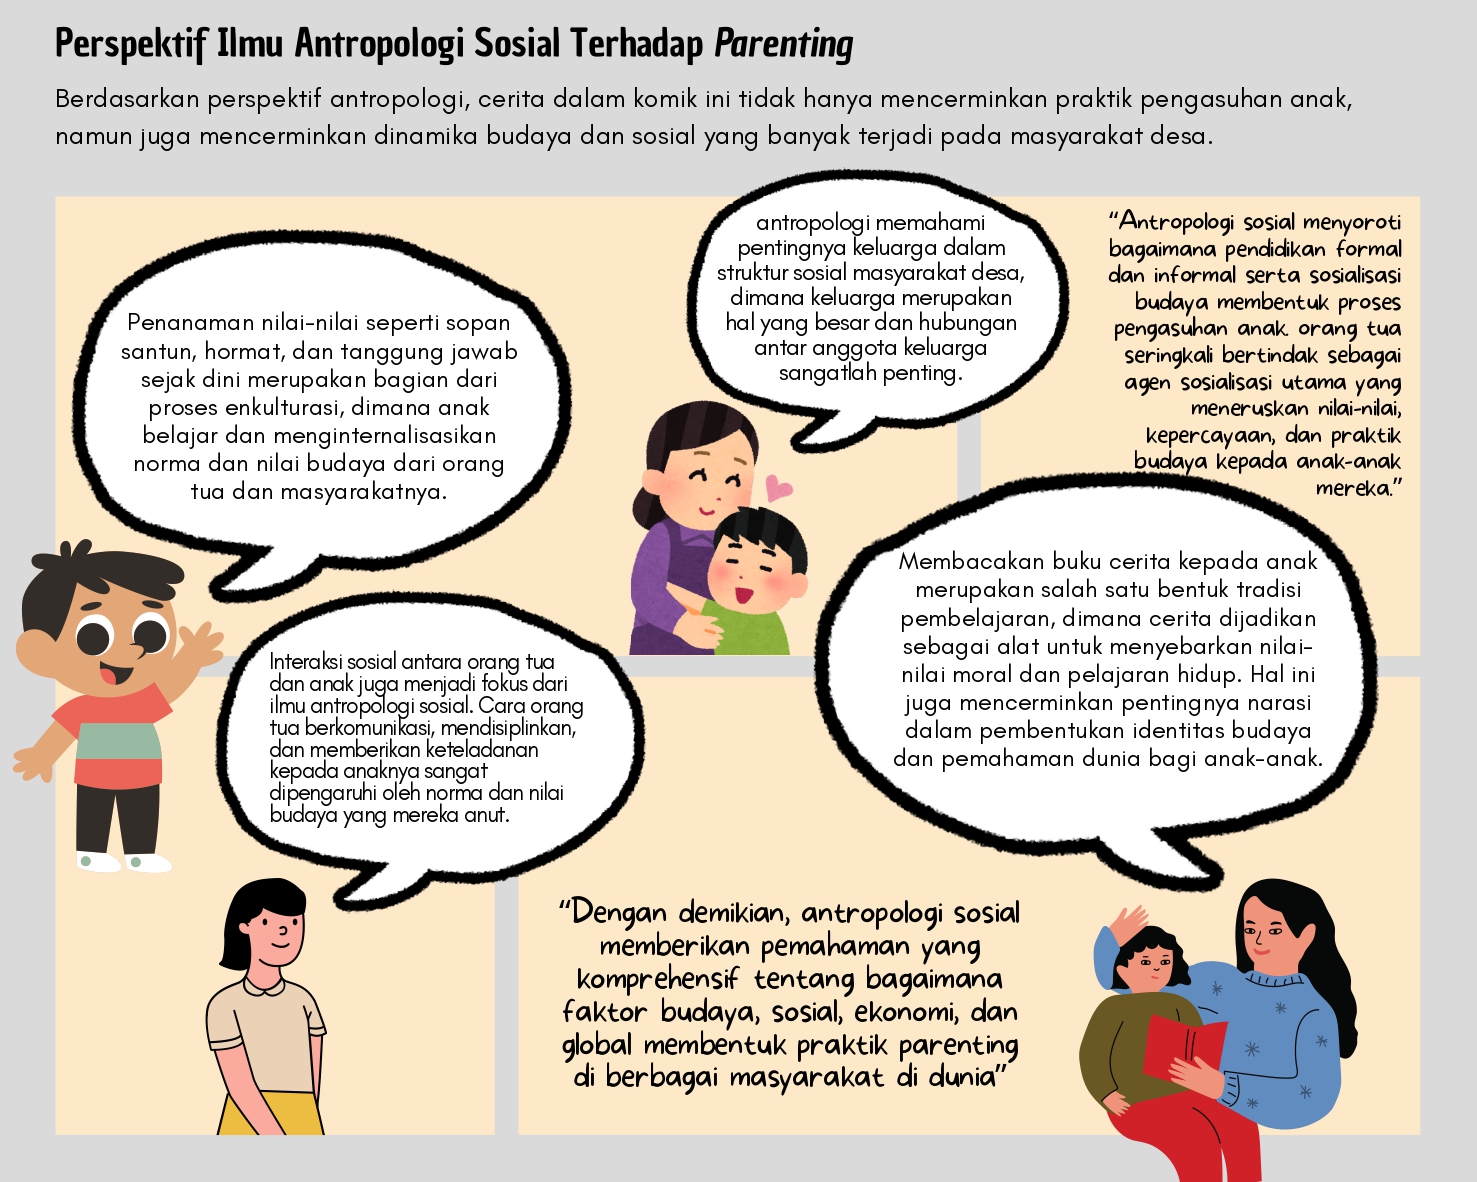 Perspektif Ilmu Antropologi Sosial Terhadap Parenting
Berdasarkan perspektif antropologi, cerita dalam komik ini tidak hanya mencerminkan praktik pengasuhan anak,
namun juga mencerminkan dinamika budaya dan sosial yang banyak terjadi pada masyarakat desa.
Penanaman nilai-nilai seperti sopan
santun, hormat, dan tanggung jawab
sejak dini merupakan bagian dari
proses enkulturasi, dimana anak
belajar dan menginternalisasikan
norma dan nilai budaya dari orang
tua dan masyarakatnya.
antropologi memahami
pentingnya keluarga dalam
struktur sosial masyarakat desa,
dimana keluarga merupakan
hal yang besar dan hubungan
antar anggota keluarga
sangatlah penting.
“Antropologi sosial menyoroti
bagaimana pendidikan formal
dan informal serta sosialisasi
budaya membentuk proses
pengasuhan anak. orang tua
seringkali bertindak sebagai
agen sosialisasi utama yang
meneruskan nilai-nilai,
kepercayaan, dan praktik
budaya kepada anak-anak
mereka.”
Interaksi sosial antara orang tua
dan anak juga menjadi fokus dari
ilmu antropologi sosial. Cara orang
tua berkomunikasi, mendisiplinkan,
dan memberikan keteladanan
kepada anaknya sangat
dipengaruhi oleh norma dan nilai
budaya yang mereka anut.
Membacakan buku cerita kepada anak
merupakan salah satu bentuk tradisi
pembelajaran, dimana cerita dijadikan
sebagai alat untuk menyebarkan nilai-
nilai moral dan pelajaran hidup. Hal ini
juga mencerminkan pentingnya narasi
dalam pembentukan identitas budaya
dan pemahaman dunia bagi anak-anak.
“Dengan demikian, antropologi sosial
memberikan pemahaman yang
komprehensif tentang bagaimana
faktor budaya, sosial, ekonomi, dan
global membentuk praktik parenting
di berbagai masyarakat di dunia”